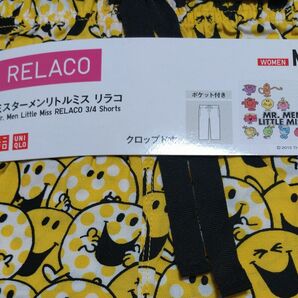 RELACO
WOMEN
M
ミスターメンリトルミス リラコ
Mr. Men Little Miss RELACO 3/4 Shorts
ポケット付き
MR. MEN
LITTLE MISS
UNI
QLO
クロップト